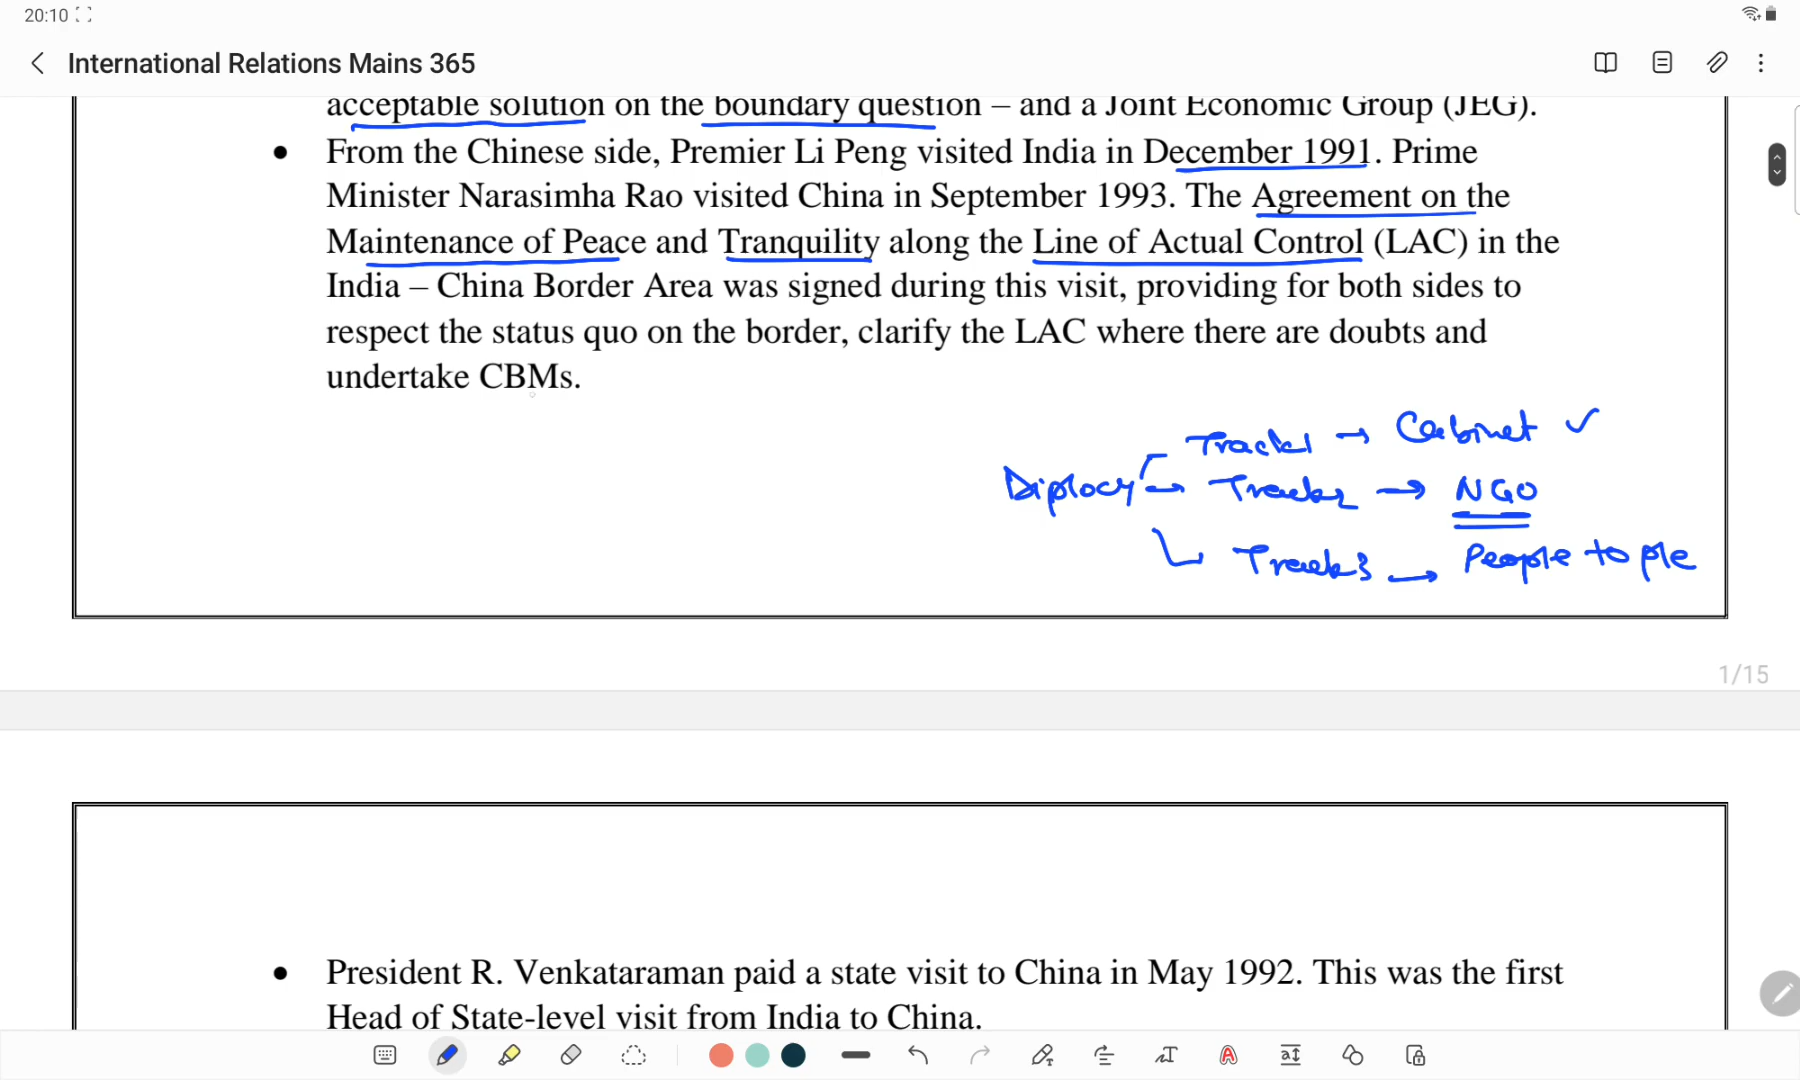 20:10
International Relations Mains 365
acceptable solution on the boundary question – and a Joint Economic Group (JEG).
• From the Chinese side, Premier Li Peng visited India in December 1991. Prime
Minister Narasimha Rao visited China in September 1993. The Agreement on the
Maintenance of Peace and Tranquility along the Line of Actual Control (LAC) in the
India – China Border Area was signed during this visit, providing for both sides to
respect the status quo on the border, clarify the LAC where there are doubts and
undertake CBMs.
Track1 → Cabinet ✓
Diplocy → Track2 → NGO
Track3 → People to ple
1/15
• President R. Venkataraman paid a state visit to China in May 1992. This was the first
Head of State-level visit from India to China.